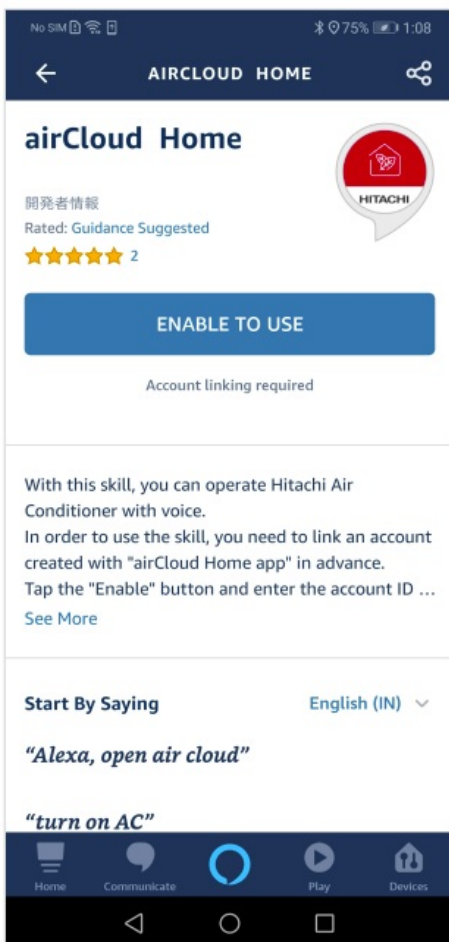 No SIM 75% 1:08
AIRCLOUD HOME
airCloud Home
HITACHI
開発者情報
Rated: Guidance Suggested
2
ENABLE TO USE
Account linking required
With this skill, you can operate Hitachi Air
Conditioner with voice.
In order to use the skill, you need to link an account
created with "airCloud Home app" in advance.
Tap the "Enable" button and enter the account ID ...
See More
Start By Saying English (IN)
“Alexa, open air cloud”
“turn on AC”
Home Communicate Play Devices